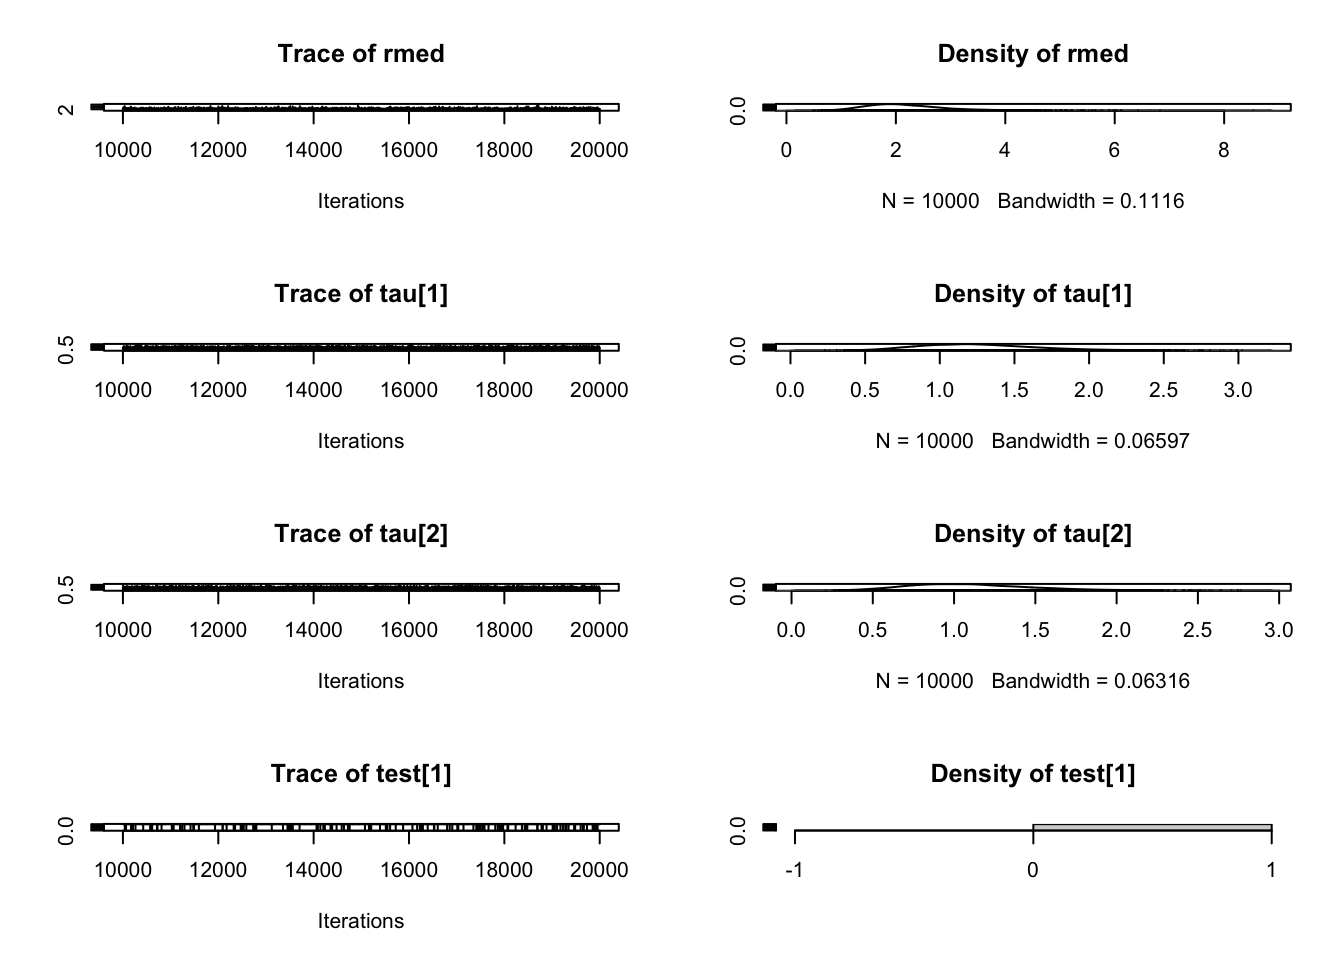 Trace of rmed
2
10000 12000 14000 16000 18000 20000
Iterations
Density of rmed
0.0
0 2 4 6 8
N = 10000 Bandwidth = 0.1116
Trace of tau[1]
0.5
10000 12000 14000 16000 18000 20000
Iterations
Density of tau[1]
0.0
0.0 0.5 1.0 1.5 2.0 2.5 3.0
N = 10000 Bandwidth = 0.06597
Trace of tau[2]
0.5
10000 12000 14000 16000 18000 20000
Iterations
Density of tau[2]
0.0
0.0 0.5 1.0 1.5 2.0 2.5 3.0
N = 10000 Bandwidth = 0.06316
Trace of test[1]
0.0
10000 12000 14000 16000 18000 20000
Iterations
Density of test[1]
0.0
-1 0 1